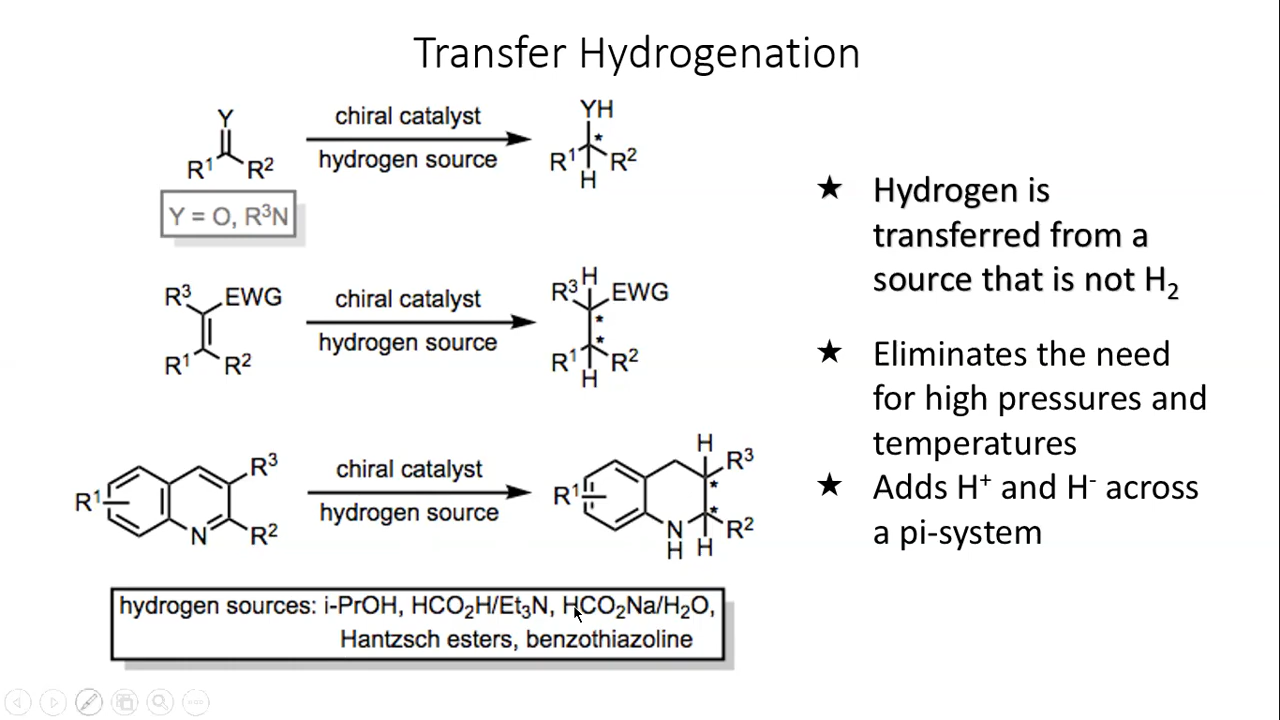 Transfer Hydrogenation
Y
R¹ R²
Y = O, R³N
chiral catalyst
hydrogen source
YH
*
R¹ R²
H
R³ EWG
R¹ R²
chiral catalyst
hydrogen source
H
R³ EWG
*
*
R¹ R²
H
R³
R¹
N R²
chiral catalyst
hydrogen source
H
R³
*
R¹
*
N R²
H H
hydrogen sources: i-PrOH, HCO₂H/Et₃N, HCO₂Na/H₂O,
Hantzsch esters, benzothiazoline
★ Hydrogen is
transferred from a
source that is not H₂
★ Eliminates the need
for high pressures and
temperatures
★ Adds H⁺ and H⁻ across
a pi-system